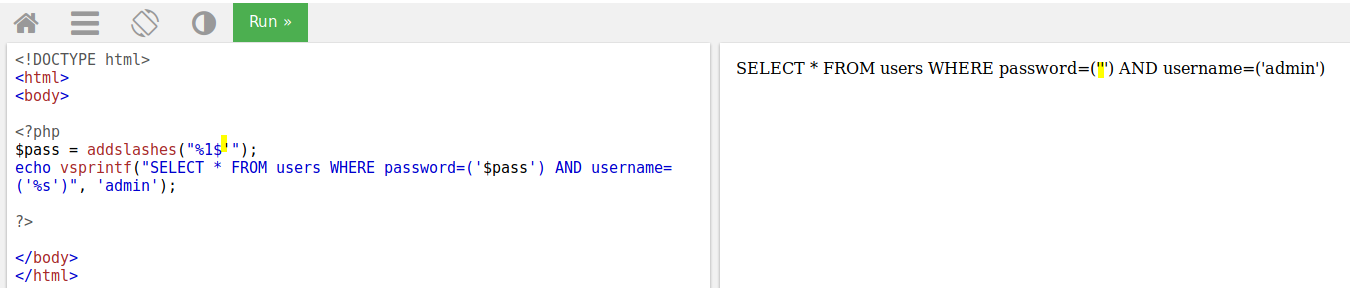 Run »
<!DOCTYPE html>
<html>
<body>
<?php
$pass = addslashes("%1$'");
echo vsprintf("SELECT * FROM users WHERE password=('$pass') AND username=
('%s')", 'admin');
?>
</body>
</html>
SELECT * FROM users WHERE password=(''') AND username=('admin')